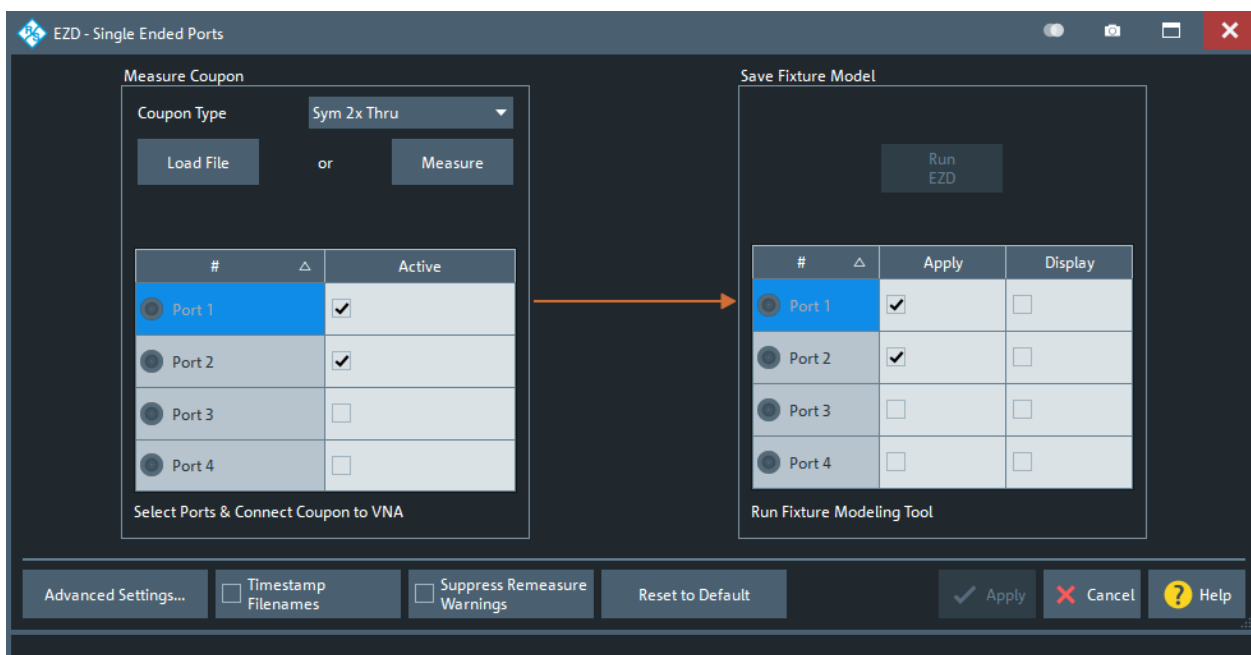 EZD - Single Ended Ports
Measure Coupon
Coupon Type
Sym 2x Thru
Load File
or
Measure
# Active
Port 1
Port 2
Port 3
Port 4
Select Ports & Connect Coupon to VNA
Save Fixture Model
Run
EZD
# Apply Display
Port 1
Port 2
Port 3
Port 4
Run Fixture Modeling Tool
Advanced Settings...
Timestamp
Filenames
Suppress Remeasure
Warnings
Reset to Default
Apply
Cancel
? Help